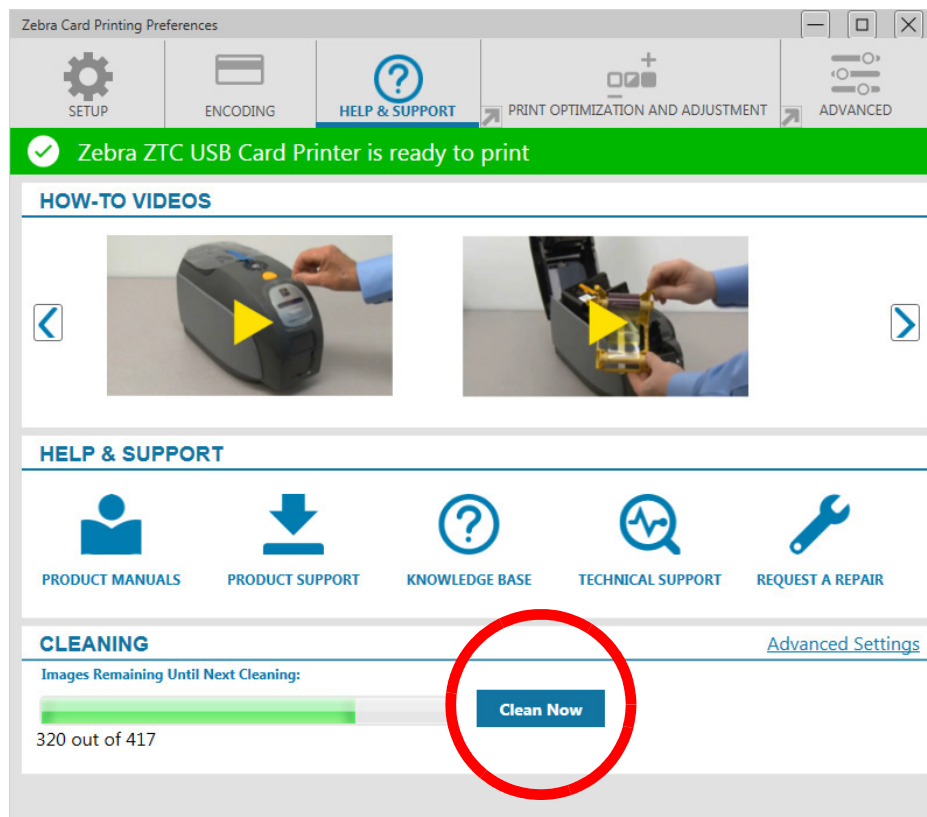 Zebra Card Printing Preferences
SETUP
ENCODING
HELP & SUPPORT
PRINT OPTIMIZATION AND ADJUSTMENT
ADVANCED
Zebra ZTC USB Card Printer is ready to print
HOW-TO VIDEOS
HELP & SUPPORT
PRODUCT MANUALS
PRODUCT SUPPORT
KNOWLEDGE BASE
TECHNICAL SUPPORT
REQUEST A REPAIR
CLEANING
Advanced Settings
Images Remaining Until Next Cleaning:
Clean Now
320 out of 417